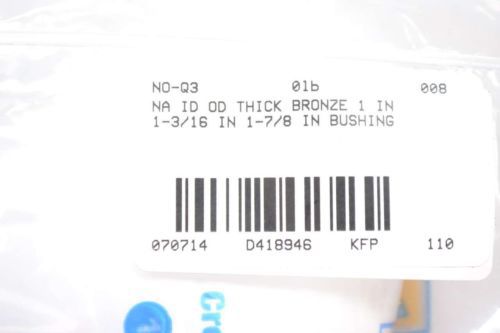 NO-Q3 01b 008
NA ID OD THICK BRONZE 1 IN
1-3/16 IN 1-7/8 IN BUSHING
070714 D418946 KFP 110